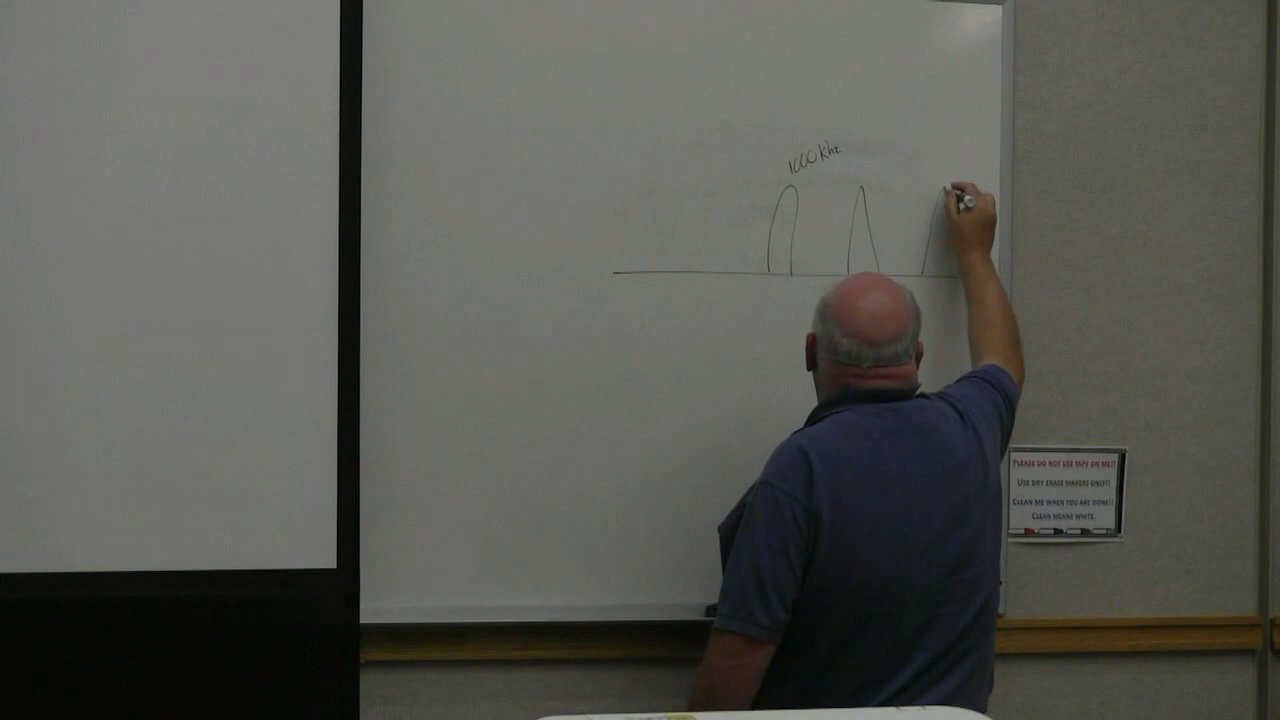 1000 Khz
PLEASE DO NOT USE TAPE ON ME!!
USE DRY ERASE MAKERS ONLY!!
CLEAN ME WHEN YOU ARE DONE!!
CLEAN MEANS WHITE.